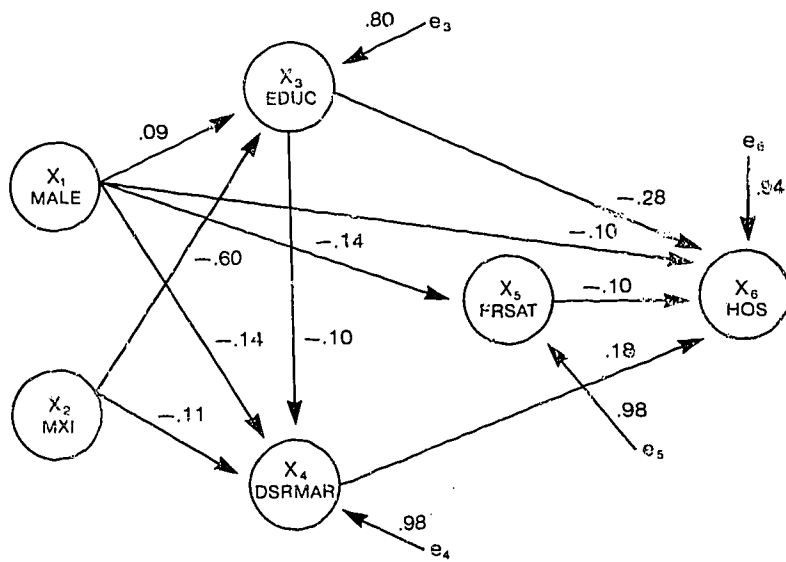 .80
e₃
X₃
EDUC
.09
e₆
.94
X₁
MALE
−.28
−.10
−.14
−.60
X₅
FRSAT
−.10
X₆
HOS
−.14
−.10
.18
X₂
MXI
−.11
.98
e₅
X₄
DSRMAR
.98
e₄